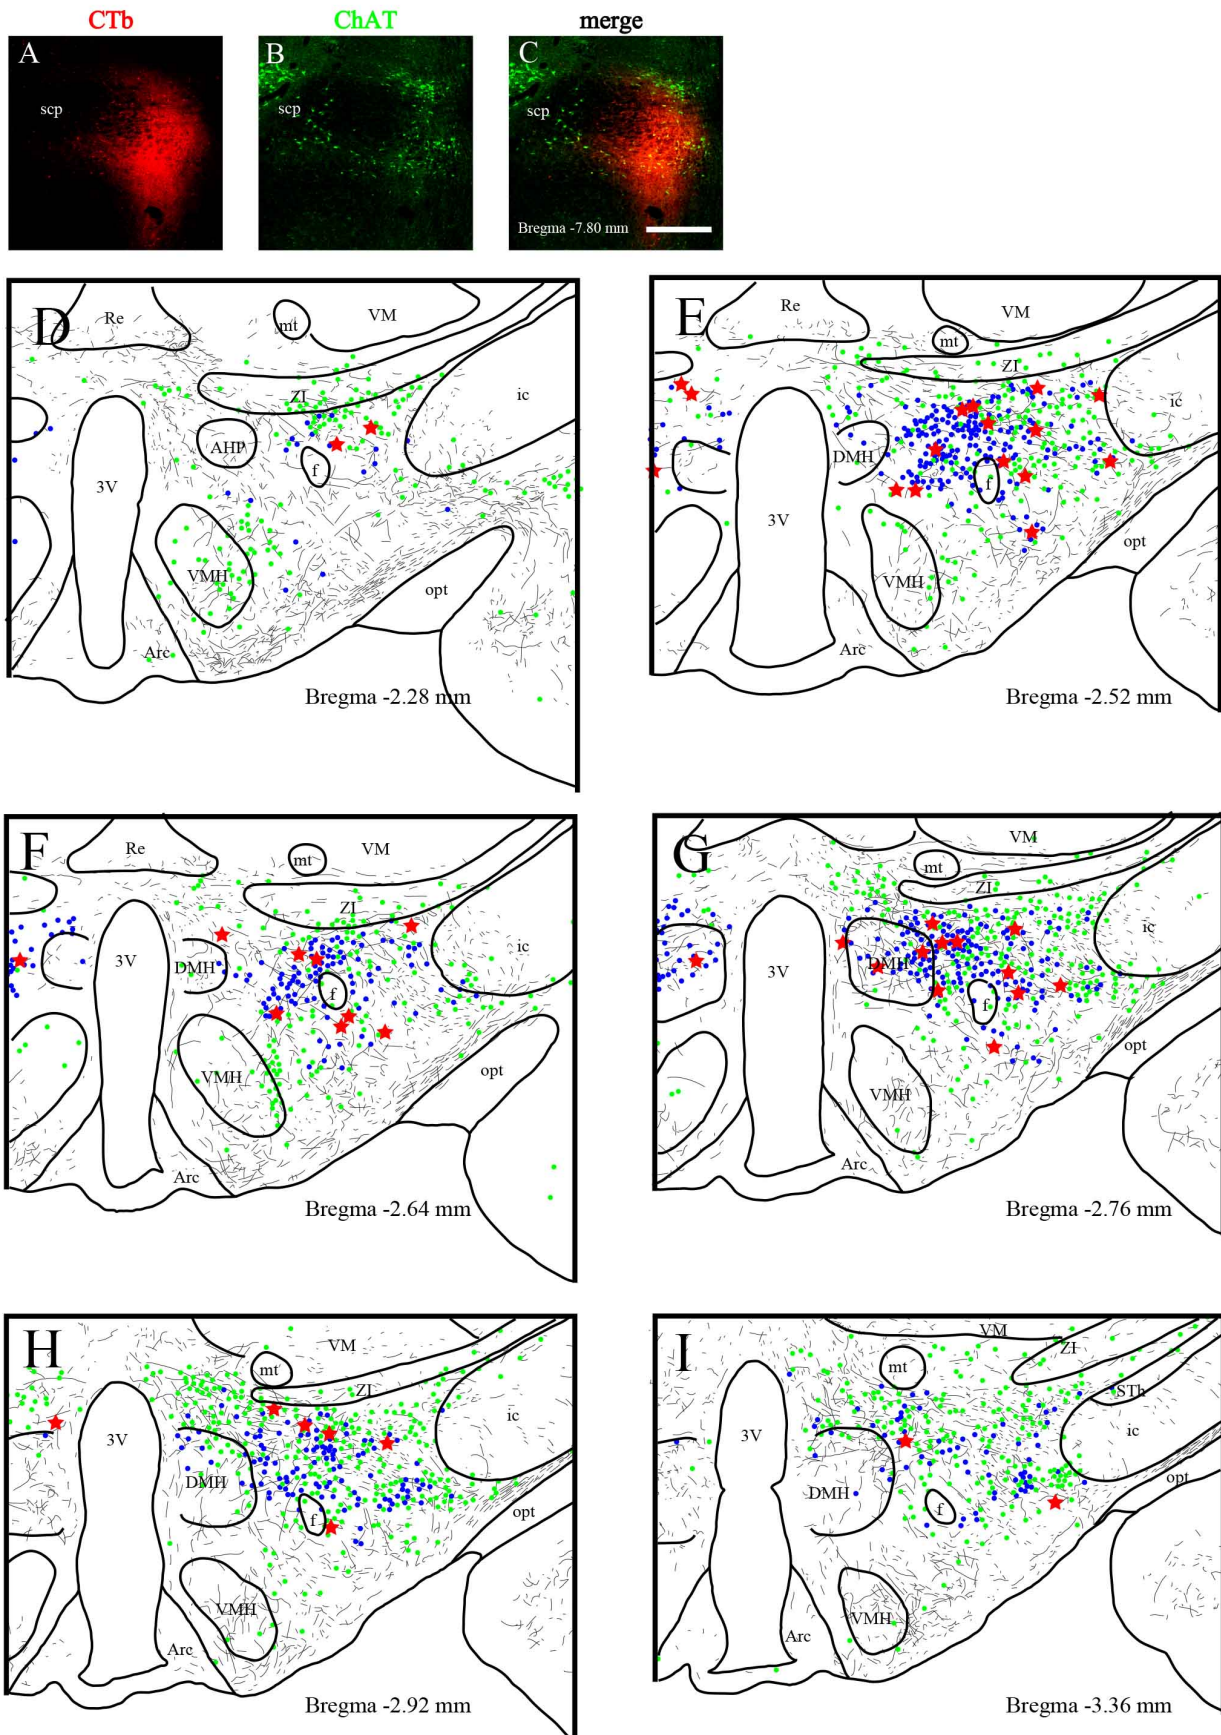 CTb ChAT merge
A B C
scp scp scp
Bregma -7.80 mm
D
Re mt VM
ZI ic
AHP
f
3V
VMH
opt
Arc
Bregma -2.28 mm
E
Re VM
mt
ZI
ic
DMH
f
3V
opt
VMH
Arc
Bregma -2.52 mm
F
Re mt VM
ZI
ic
3V DMH
f
VMH opt
Arc
Bregma -2.64 mm
G
VM
mt
ZI
ic
3V DMH
f
opt
VMH
Arc
Bregma -2.76 mm
H
VM
mt
ZI
ic
3V
DMH
f opt
VMH
Arc
Bregma -2.92 mm
I
VM
ZI
mt
STh
ic
3V
opt
DMH
f
VMH
Arc
Bregma -3.36 mm